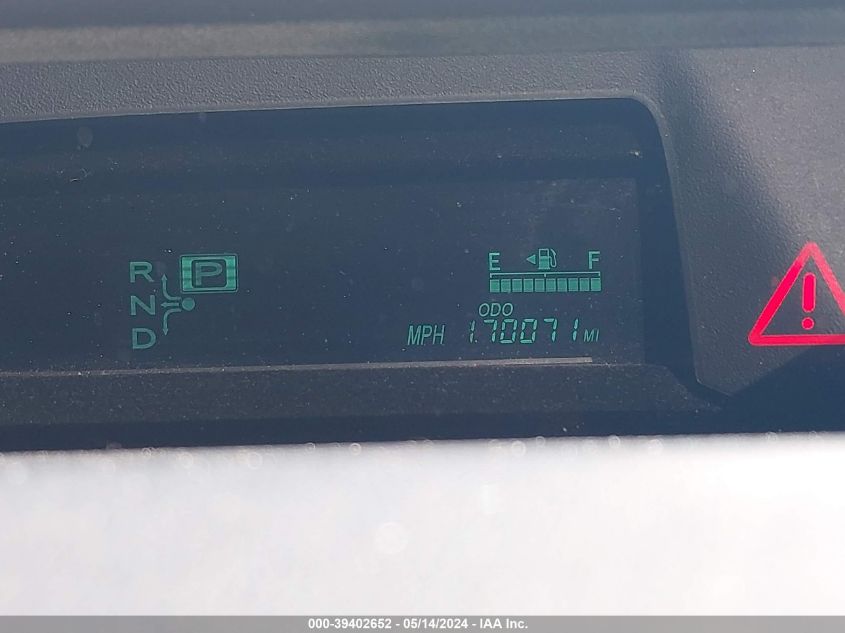 R P
N
D
E F
ODO
MPH 170071 MI
000-39402652 - 05/14/2024 - IAA Inc.